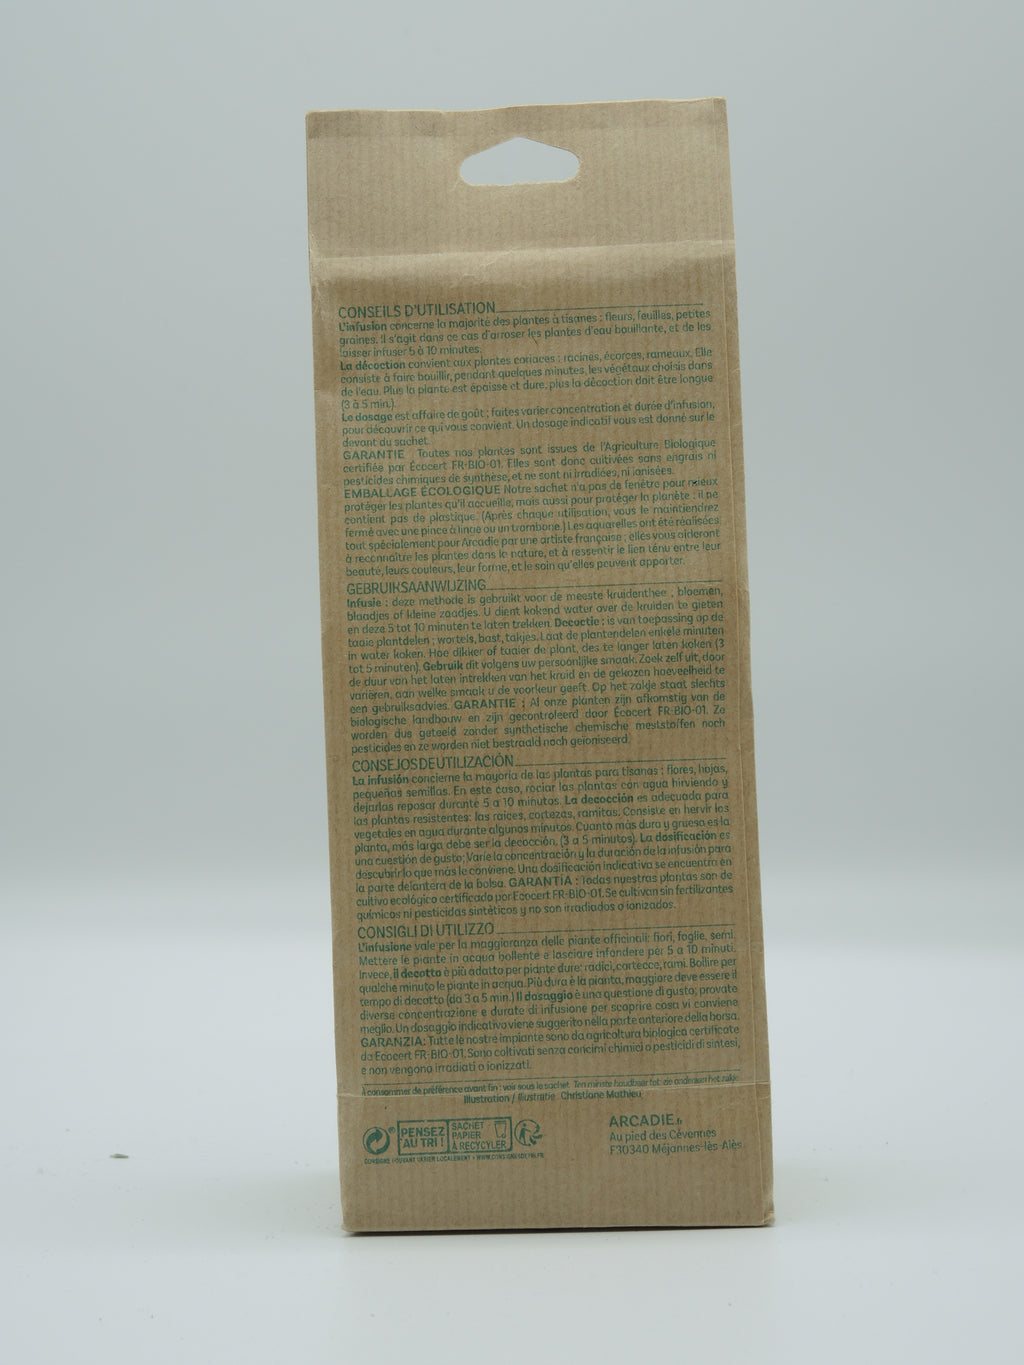 CONSEILS D'UTILISATION
L'infusion concerne la majorité des plantes à tisanes : fleurs, feuilles, petites
graines. Il s'agit dans ce cas d'arroser les plantes d'eau bouillante, et de les
laisser infuser 5 à 10 minutes.
La décoction convient aux plantes coriaces : racines, écorces, rameaux. Elle
consiste à faire bouillir, pendant quelques minutes, les végétaux choisis dans
de l'eau. Plus la plante est épaisse et dure, plus la décoction doit être longue
(3 à 5 min.).
Le dosage est affaire de goût ; faites varier concentration et durée d'infusion,
pour découvrir ce qui vous convient. Un dosage indicatif vous est donné sur le
devant du sachet.
GARANTIE Toutes nos plantes sont issues de l'Agriculture Biologique
certifiée par Ecocert FR-BIO-01. Elles sont donc cultivées sans engrais ni
pesticides chimiques de synthèse, et ne sont ni irradiées, ni ionisées.
EMBALLAGE ÉCOLOGIQUE Notre sachet n'a pas de fenêtre pour mieux
protéger les plantes qu'il accueille, mais aussi pour protéger la planète : il ne
contient pas de plastique. (Après chaque utilisation, vous le maintiendrez
fermé avec une pince à linge ou un trombone.) Les aquarelles ont été réalisées
tout spécialement pour Arcadie par une artiste française ; elles vous aideront
à reconnaître les plantes dans la nature, et à ressentir le lien ténu entre leur
beauté, leurs couleurs, leur forme, et le soin qu'elles peuvent apporter.
GEBRUIKSAANWIJZING
Infusie : deze methode is gebruikt voor de meeste kruidenthee ; bloemen,
blaadjes of kleine zaadjes. U dient kokend water over de kruiden te gieten
en deze 5 tot 10 minuten te laten trekken. Decoctie : is van toepassing op de
taaie plantdelen ; wortels, bast, takjes. Laat de plantendelen enkele minuten
in water koken. Hoe dikker of taaier de plant, des te langer laten koken (3
tot 5 minuten). Gebruik dit volgens uw persoonlijke smaak. Zoek zelf uit, door
de duur van het laten intrekken van het kruid en de gekozen hoeveelheid te
variëren, aan welke smaak u de voorkeur geeft. Op het zakje staat slechts
een gebruiksadvies. GARANTIE : Al onze planten zijn afkomstig van de
biologische landbouw en zijn gecontroleerd door Ecocert FR-BIO-01. Ze
worden dus geteeld zonder synthetische chemische meststoffen noch
pesticides en ze worden niet bestraald noch geïoniseerd.
CONSEJOS DE UTILIZACIÓN
La infusión concierne la mayoría de las plantas para tisanas : flores, hojas,
pequeñas semillas. En este caso, rociar las plantas con agua hirviendo y
dejarlas reposar durante 5 a 10 minutos. La decocción es adecuada para
las plantas resistentes: las raíces, cortezas, ramitas. Consiste en hervir los
vegetales en agua durante algunos minutos. Cuanto más dura y gruesa es la
planta, más larga debe ser la decocción. (3 a 5 minutos). La dosificación es
una cuestión de gusto; Varie la concentración y la duración de la infusión para
descubrir lo que más le conviene. Una dosificación indicativa se encuentra en
la parte delantera de la bolsa. GARANTÍA : Todas nuestras plantas son de
cultivo ecológico certificado por Ecocert FR-BIO-01. Se cultivan sin fertilizantes
químicos ni pesticidas sintéticos y no son irradiados o ionizados.
CONSIGLI DI UTILIZZO
L'infusione vale per la maggioranza delle piante officinali: fiori, foglie, semi.
Mettere le piante in acqua bollente e lasciare infondere per 5 a 10 minuti.
Invece, il decotto è più adatto per piante dure: radici, cortecce, rami. Bollire per
qualche minuto le piante in acqua. Più dura è la pianta, maggiore deve essere il
tempo di decotto (da 3 a 5 min.) Il dosaggio è una questione di gusto; provate
diverse concentrazione e durate di infusione per scoprire cosa vi conviene
meglio. Un dosaggio indicativo viene suggerito nella parte anteriore della borsa.
GARANZIA: Tutte le nostre impiante sono da agricoltura biologica certificate
da Ecocert FR-BIO-01. Sono coltivati senza concimi chimici o pesticidi di sintesi,
e non vengono irradiati o ionizzati.
À consommer de préférence avant fin : voir sous le sachet. Ten minste houdbaar tot: zie onderaan het zakje
Illustration / Illustratie Christiane Mathieu
PENSEZ AU TRI !
SACHET PAPIER À RECYCLER
CONSIGNE POUVANT VARIER LOCALEMENT • WWW.CONSIGNESDETRI.FR
ARCADIE.fr
Au pied des Cévennes
F30340 Méjannes-lès-Alès